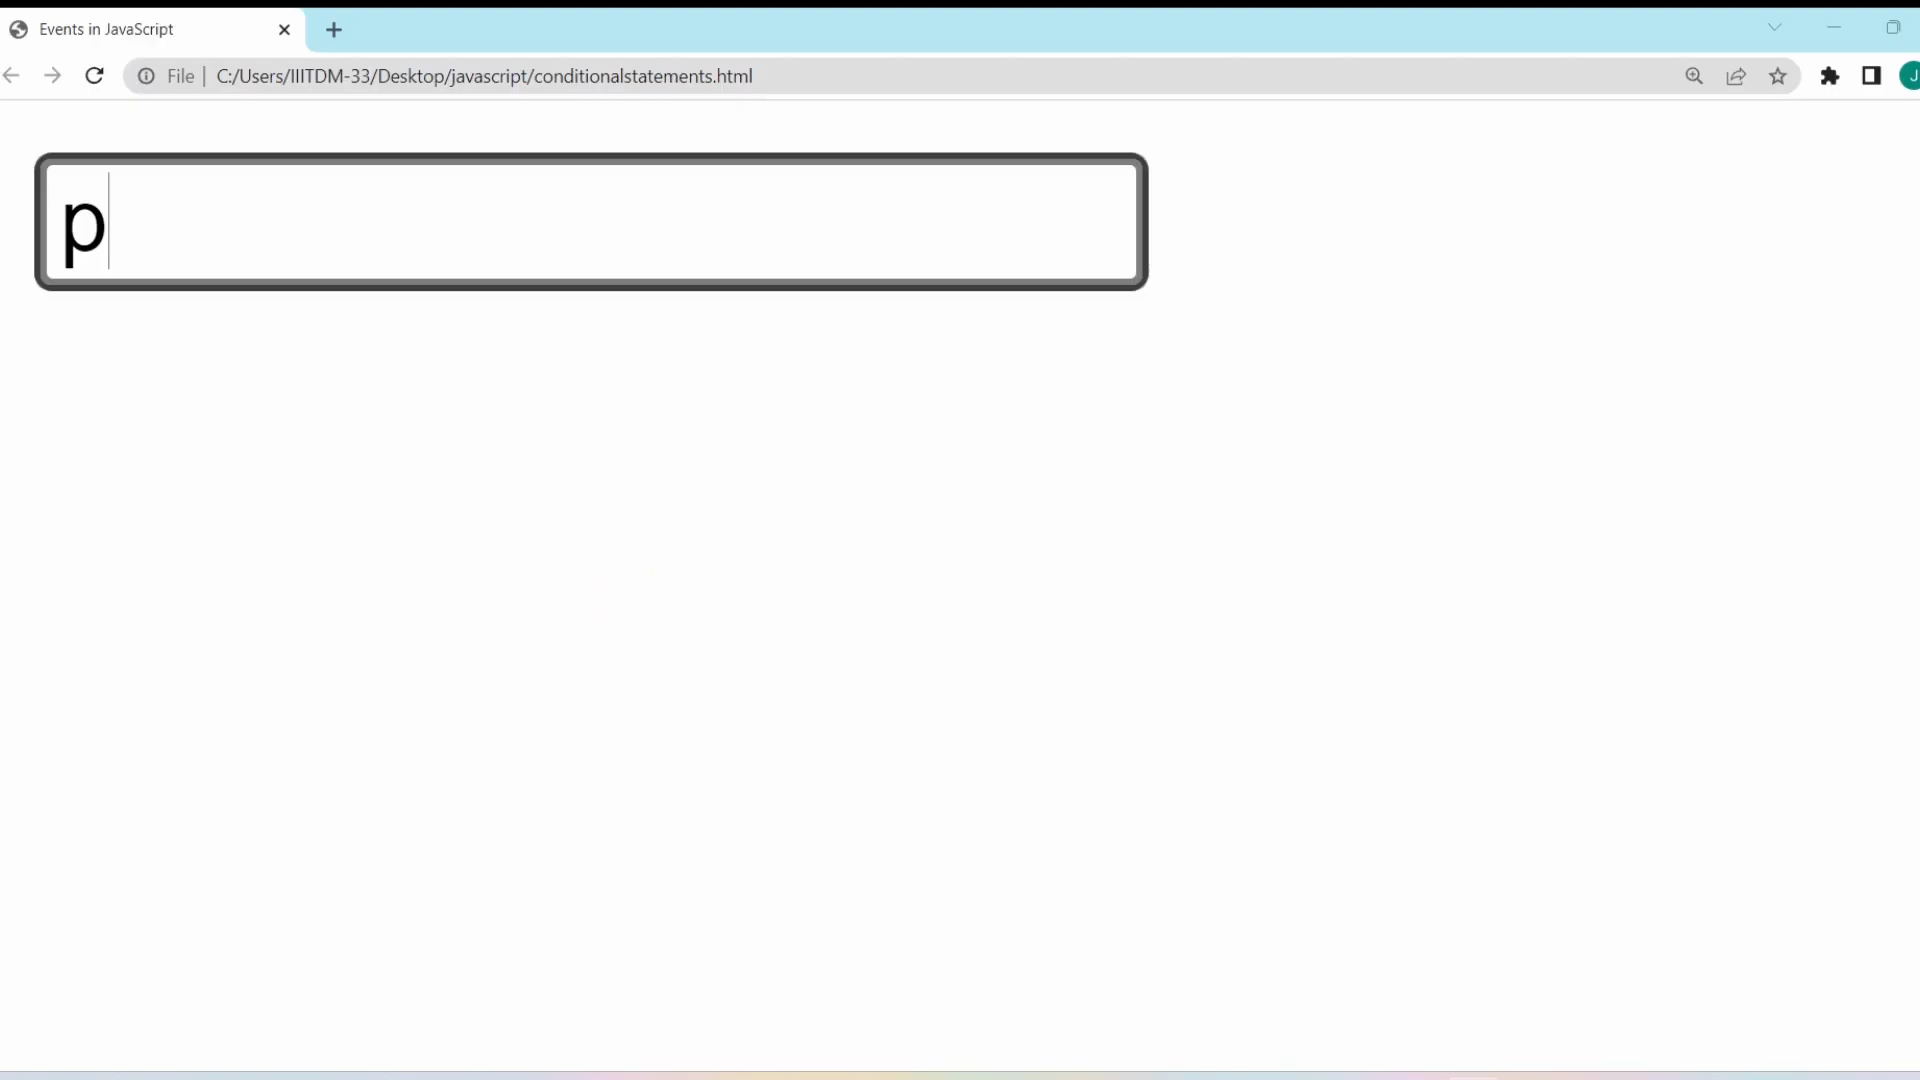 Events in JavaScript
File | C:/Users/IIITDM-33/Desktop/javascript/conditionalstatements.html
J
p